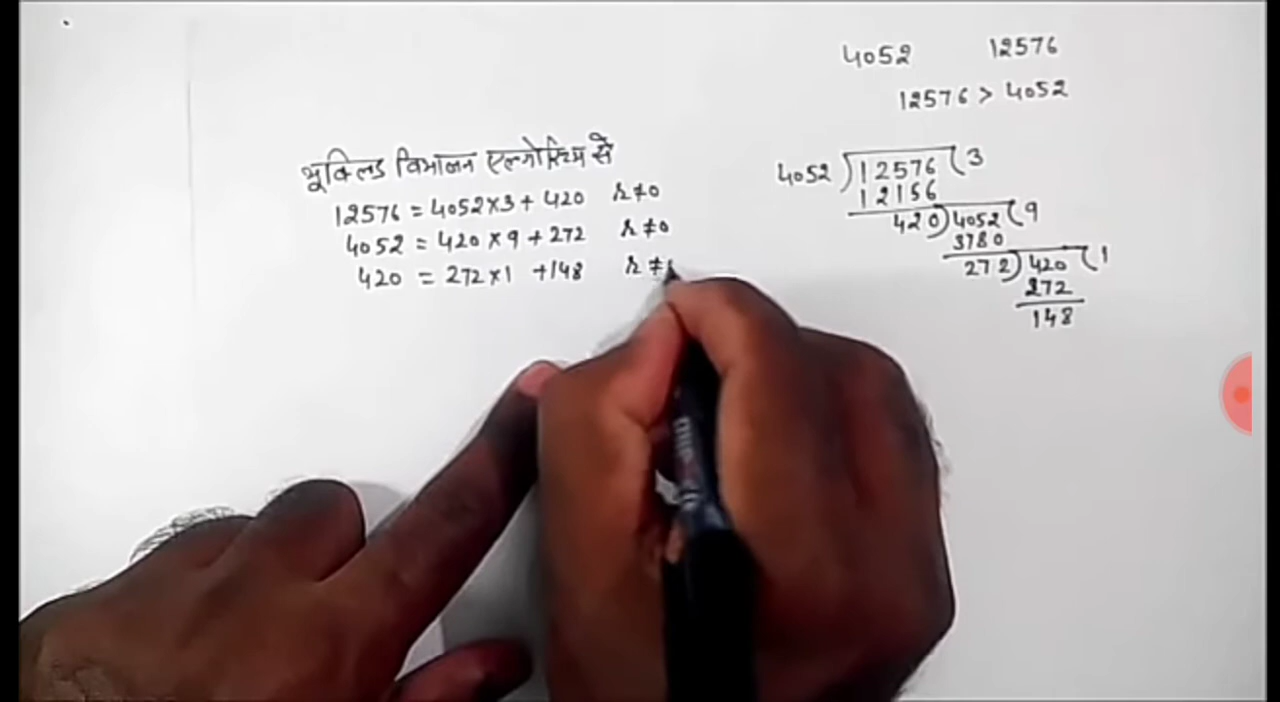 4052 12576
12576 > 4052
यूक्लिड विभाजन एल्गोरिथ्म से
12576 = 4052×3 + 420 r≠0
4052 = 420 × 9 + 272 r≠0
420 = 272×1 +148 r≠
4052 ) 12576 ( 3
12156
420 ) 4052 ( 9
3780
272 ) 420 ( 1
272
148